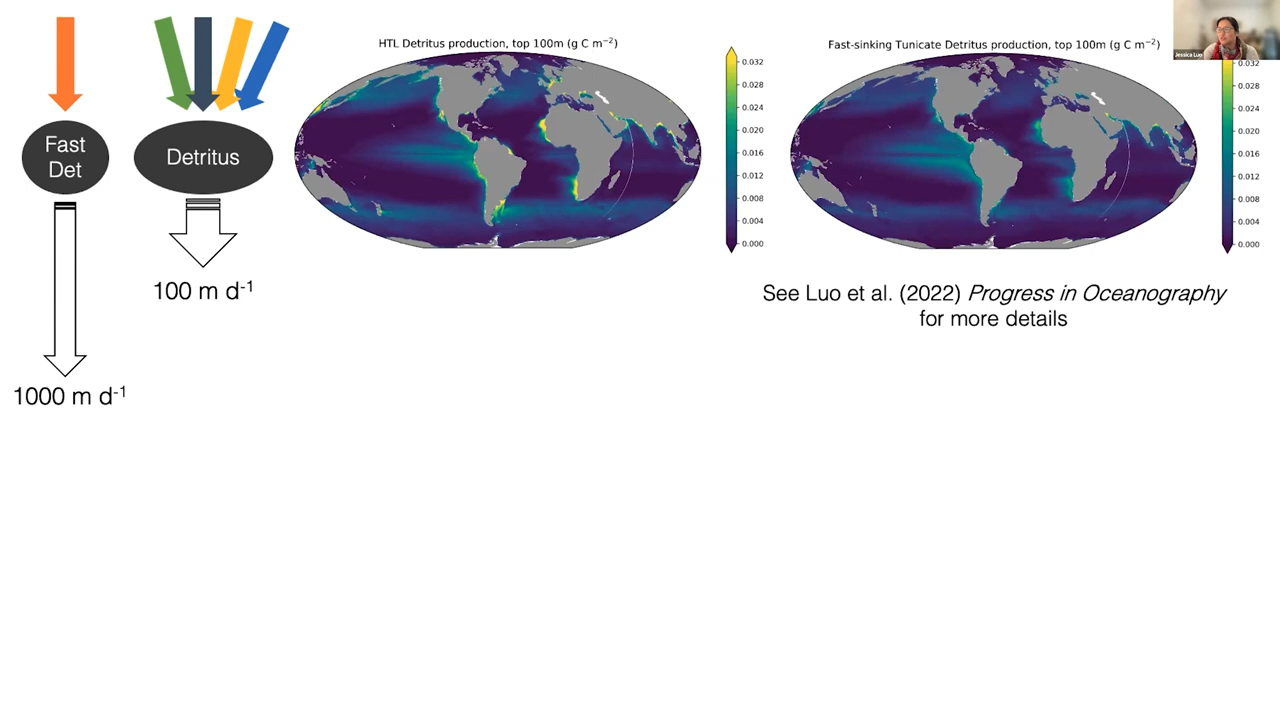 Fast
Det
Detritus
100 m d-1
1000 m d-1
HTL Detritus production, top 100m (g C m−2)
0.032
0.028
0.024
0.020
0.016
0.012
0.008
0.004
0.000
Fast-sinking Tunicate Detritus production, top 100m (g C m−2)
0.032
0.028
0.024
0.020
0.016
0.012
0.008
0.004
0.000
Jessica Luo
See Luo et al. (2022) Progress in Oceanography
for more details